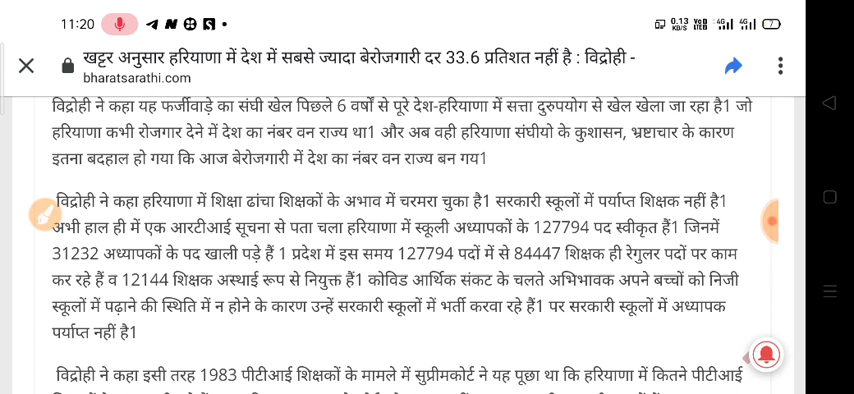 11:20
0.13 KB/S VoD LTE 4G 4G 7
खट्टर अनुसार हरियाणा में देश में सबसे ज्यादा बेरोजगारी दर 33.6 प्रतिशत नहीं है : विद्रोही -
bharatsarathi.com
विद्रोही ने कहा यह फर्जीवाड़े का संघी खेल पिछले 6 वर्षों से पूरे देश-हरियाणा में सत्ता दुरुपयोग से खेल खेला जा रहा है1 जो
हरियाणा कभी रोजगार देने में देश का नंबर वन राज्य था1 और अब वही हरियाणा संघीयो के कुशासन, भ्रष्टाचार के कारण
इतना बदहाल हो गया कि आज बेरोजगारी में देश का नंबर वन राज्य बन गय1
विद्रोही ने कहा हरियाणा में शिक्षा ढांचा शिक्षकों के अभाव में चरमरा चुका है1 सरकारी स्कूलों में पर्याप्त शिक्षक नहीं है1
अभी हाल ही में एक आरटीआई सूचना से पता चला हरियाणा में स्कूली अध्यापकों के 127794 पद स्वीकृत हैं1 जिनमें
31232 अध्यापकों के पद खाली पड़े हैं 1 प्रदेश में इस समय 127794 पदों में से 84447 शिक्षक ही रेगुलर पदों पर काम
कर रहे हैं व 12144 शिक्षक अस्थाई रूप से नियुक्त हैं1 कोविड आर्थिक संकट के चलते अभिभावक अपने बच्चों को निजी
स्कूलों में पढ़ाने की स्थिति में न होने के कारण उन्हें सरकारी स्कूलों में भर्ती करवा रहे हैं1 पर सरकारी स्कूलों में अध्यापक
पर्याप्त नहीं है1
विद्रोही ने कहा इसी तरह 1983 पीटीआई शिक्षकों के मामले में सुप्रीमकोर्ट ने यह पूछा था कि हरियाणा में कितने पीटीआई